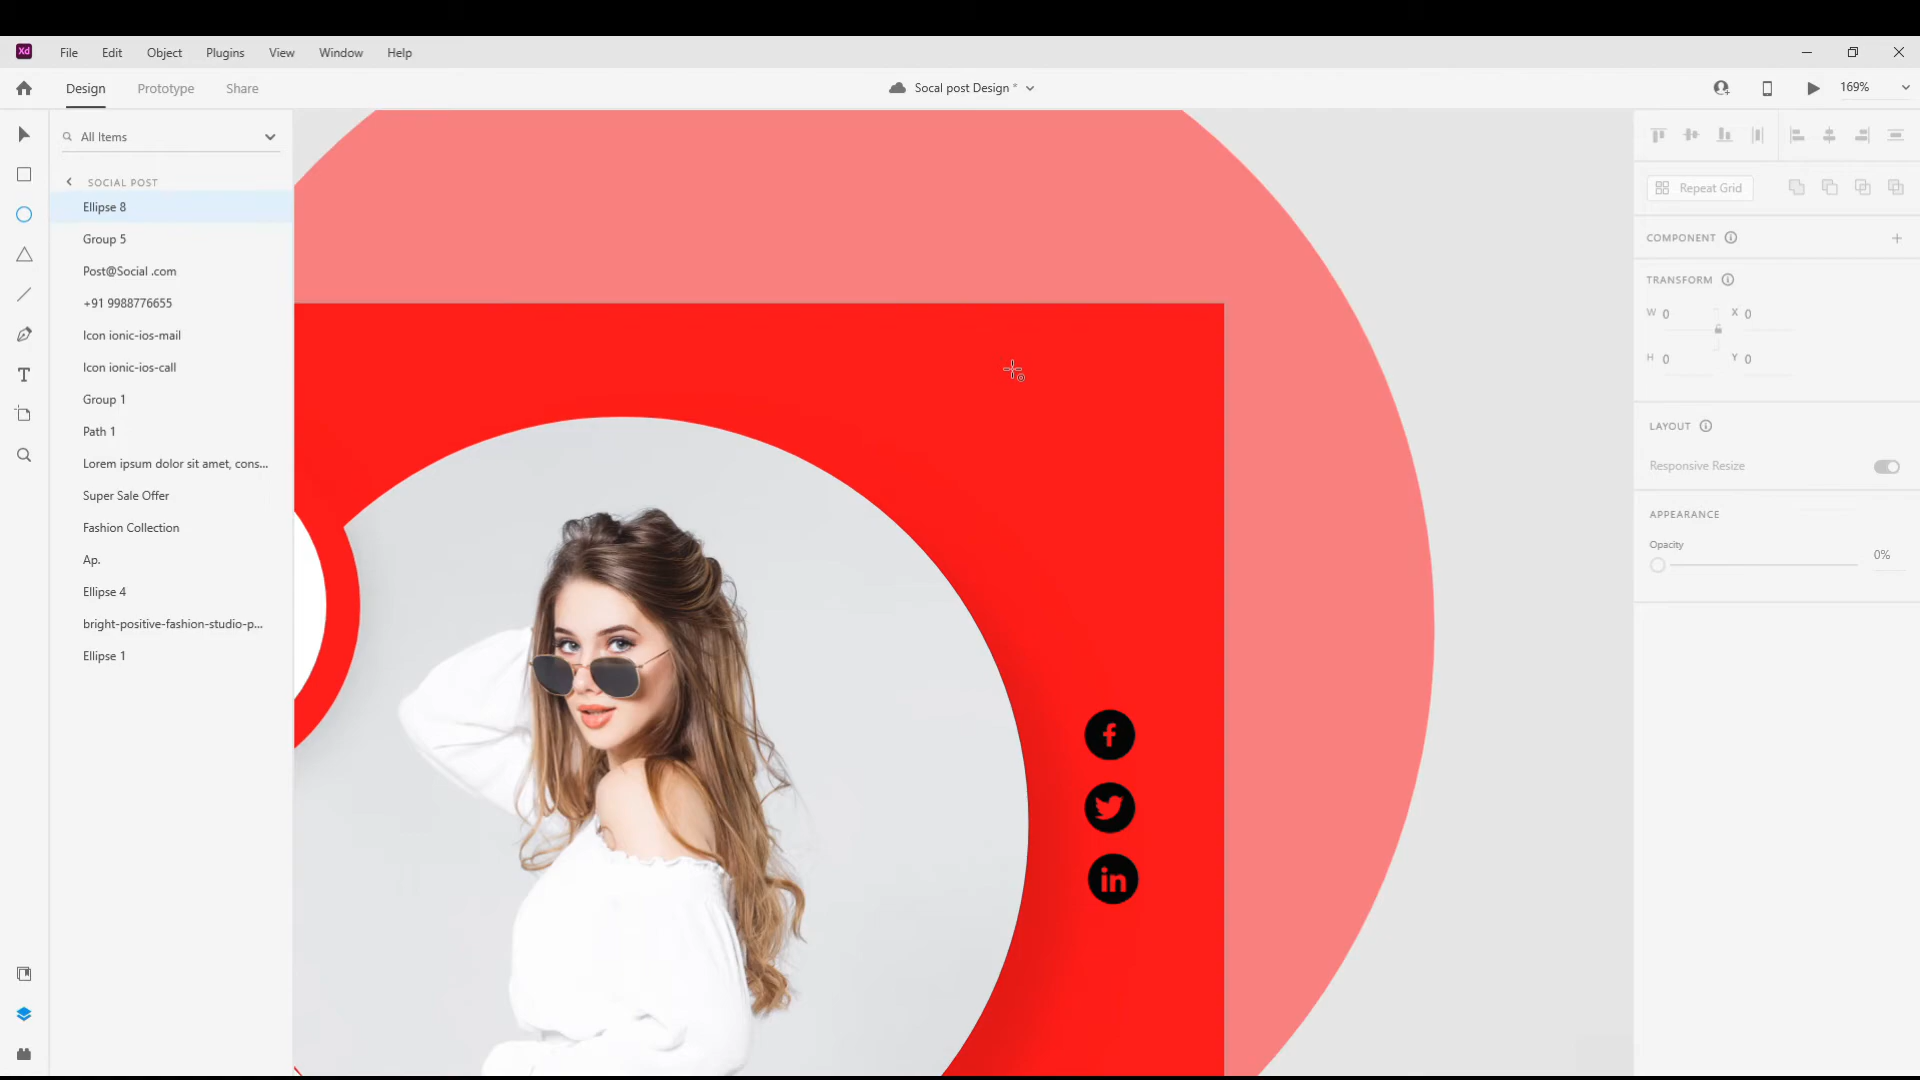 Xd File Edit Object Plugins View Window Help
Design Prototype Share Socal post Design * 169%
All Items
SOCIAL POST
Ellipse 8
Group 5
Post@Social .com
+91 9988776655
Icon ionic-ios-mail
Icon ionic-ios-call
Group 1
Path 1
Lorem ipsum dolor sit amet, cons...
Super Sale Offer
Fashion Collection
Ap.
Ellipse 4
bright-positive-fashion-studio-p...
Ellipse 1
f
in
Repeat Grid
COMPONENT
TRANSFORM
W 0 X 0
H 0 Y 0
LAYOUT
Responsive Resize
APPEARANCE
Opacity
0%